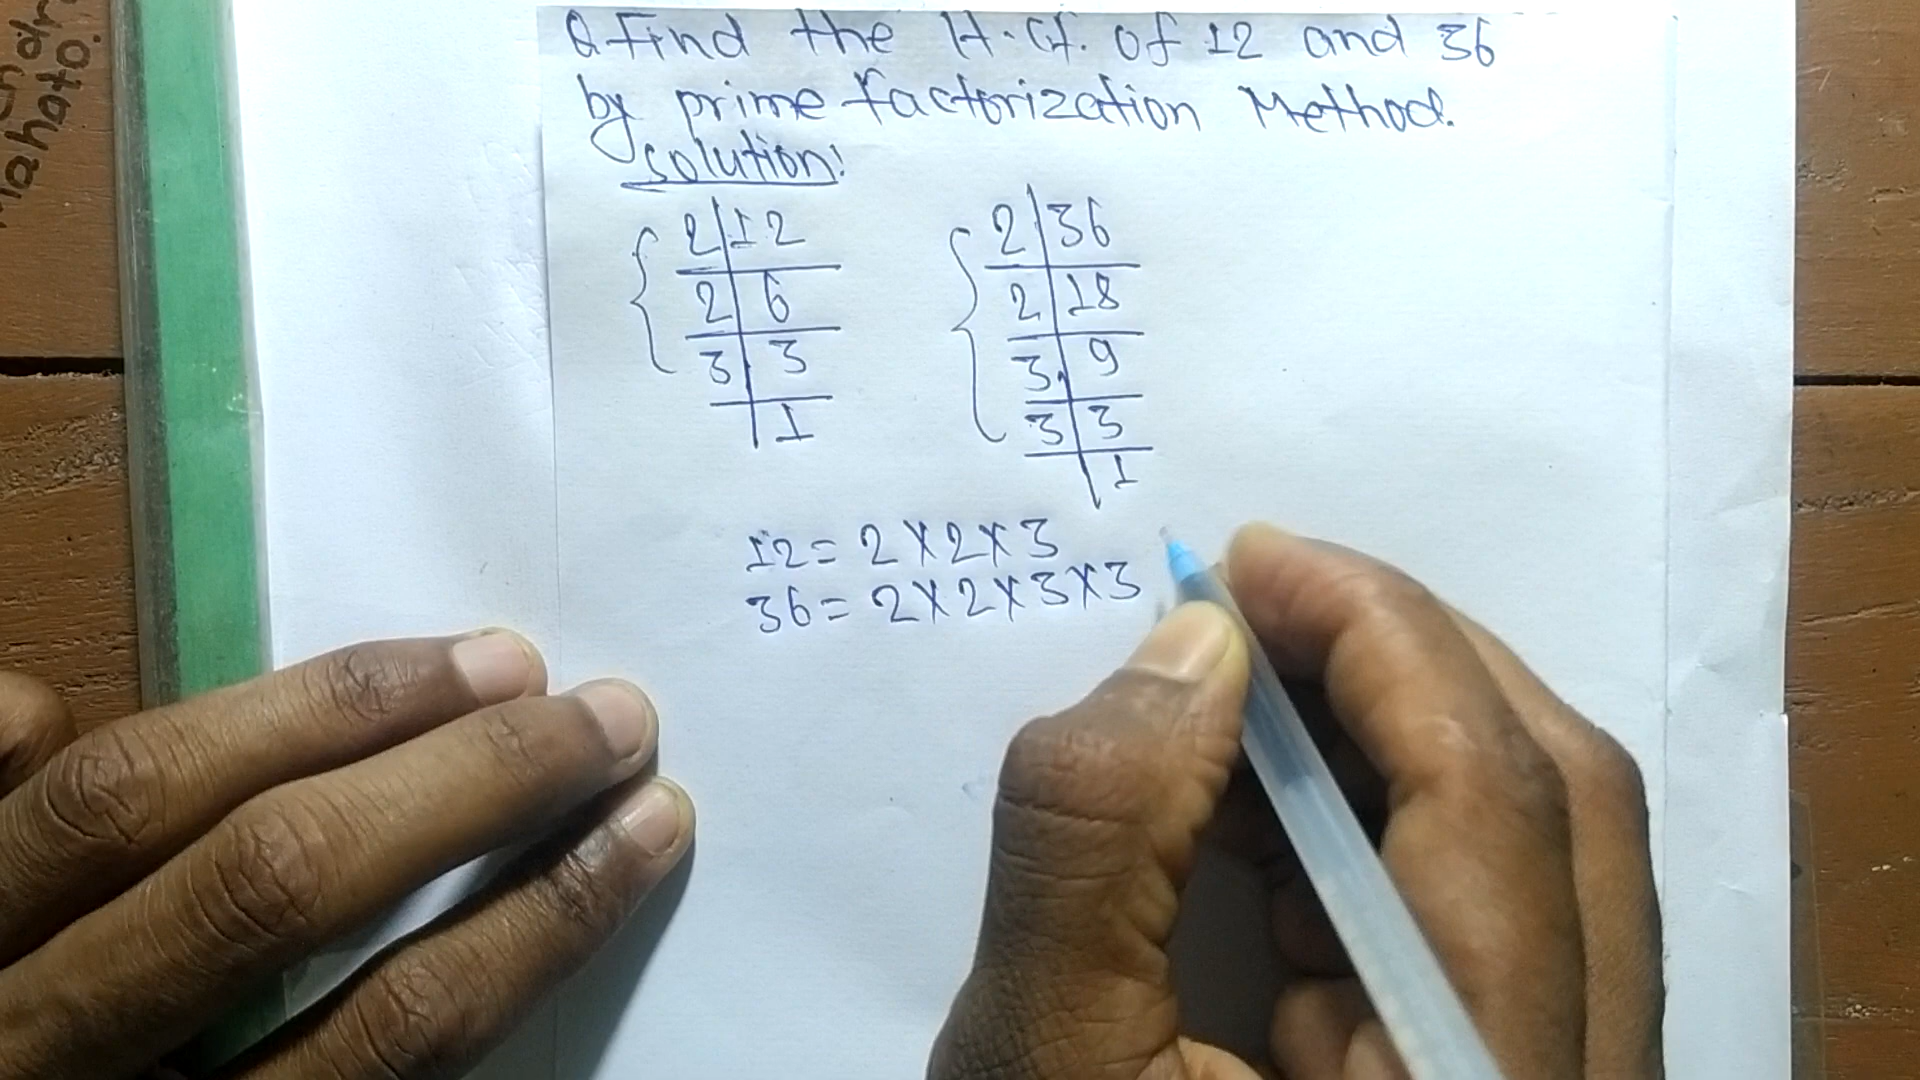 Q. Find the H.C.F. of 12 and 36
by prime factorization Method.
solution:
2 | 12
2 | 6
3 | 3
1
2 | 36
2 | 18
3 | 9
3 | 3
1
12 = 2 × 2 × 3
36 = 2 × 2 × 3 × 3
mahato.